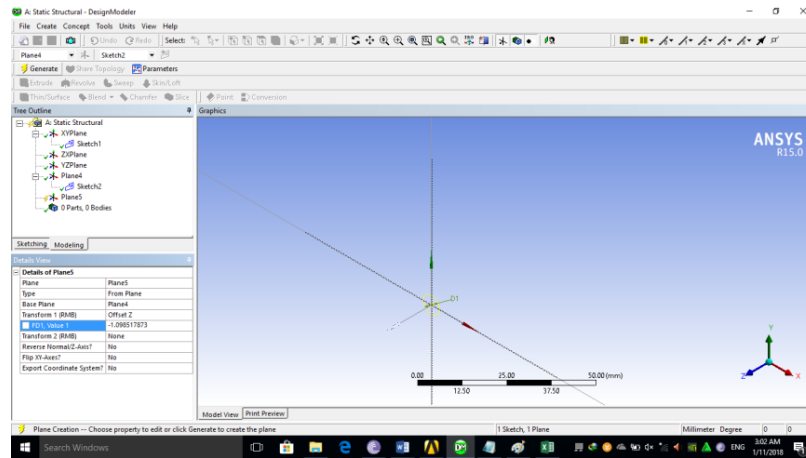 A: Static Structural - DesignModeler
File Create Concept Tools Units View Help
Undo Redo Select:
Plane4 Sketch2
Generate Share Topology Parameters
Extrude Revolve Sweep Skin/Loft
Thin/Surface Blend Chamfer Slice Point Conversion
Tree Outline
Graphics
A: Static Structural
XYPlane
Sketch1
ZXPlane
YZPlane
Plane4
Sketch2
Plane5
0 Parts, 0 Bodies
Sketching Modeling
Details View
Details of Plane5
Plane Plane5
Type From Plane
Base Plane Plane4
Transform 1 (RMB) Offset Z
FD1, Value 1 -1.098517873
Transform 2 (RMB) None
Reverse Normal/Z-Axis? No
Flip XY-Axes? No
Export Coordinate System? No
ANSYS
R15.0
D1
0.00 25.00 50.00 (mm)
12.50 37.50
Y
Z X
Model View Print Preview
Plane Creation -- Choose property to edit or click Generate to create the plane 1 Sketch, 1 Plane Millimeter Degree 0 0
Search Windows ENG 3:02 AM
1/11/2018